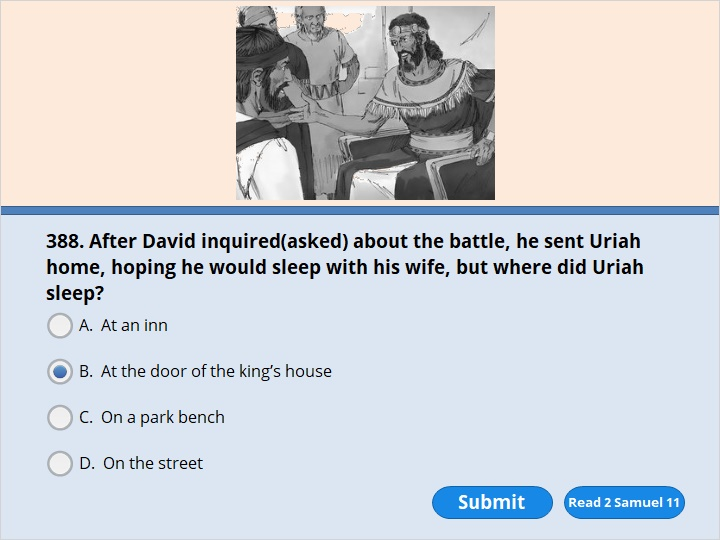 388. After David inquired(asked) about the battle, he sent Uriah
home, hoping he would sleep with his wife, but where did Uriah
sleep?
A. At an inn
B. At the door of the king’s house
C. On a park bench
D. On the street
Submit
Read 2 Samuel 11